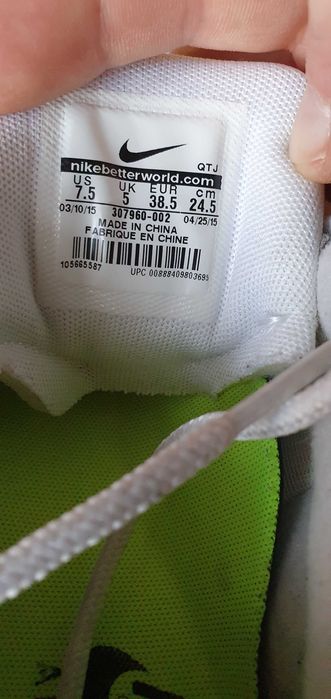 QTJ
nikebetterworld.com
US UK EUR cm
7.5 5 38.5 24.5
03/10/15 307960-002 04/25/15
MADE IN CHINA
FABRIQUE EN CHINE
105665587
UPC 00888409803695